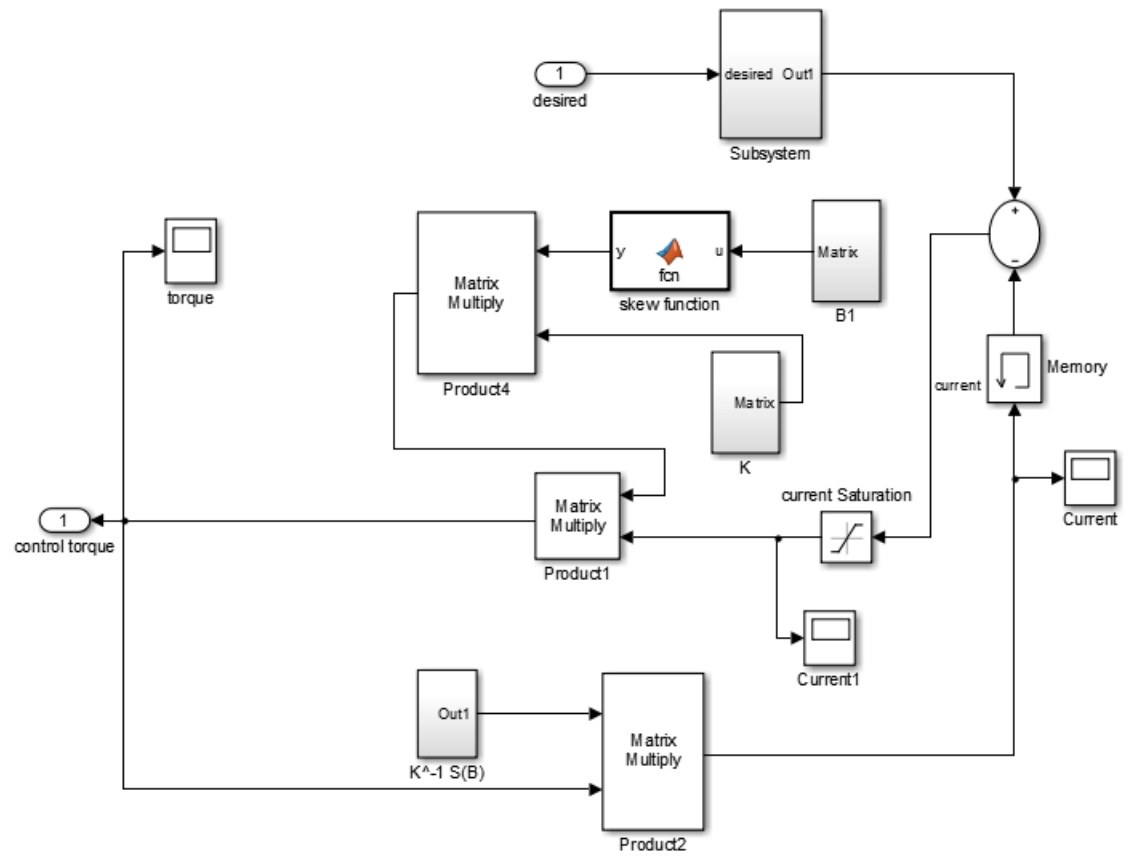 desired Out1
1
desired
Subsystem
+
Matrix
Multiply
y
fcn
u
Matrix
torque
skew function
B1
−
Product4
Matrix
K
current
Memory
Matrix
Multiply
current Saturation
Current
1
control torque
Product1
Current1
Out1
K^-1 S(B)
Matrix
Multiply
Product2